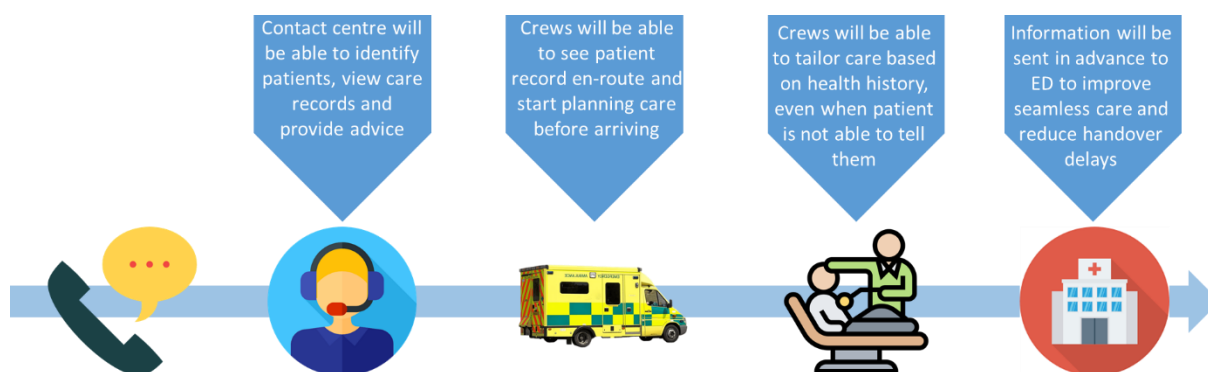 Contact centre will
be able to identify
patients, view care
records and
provide advice
Crews will be able
to see patient
record en-route and
start planning care
before arriving
Crews will be able
to tailor care based
on health history,
even when patient
is not able to tell
them
Information will be
sent in advance to
ED to improve
seamless care and
reduce handover
delays